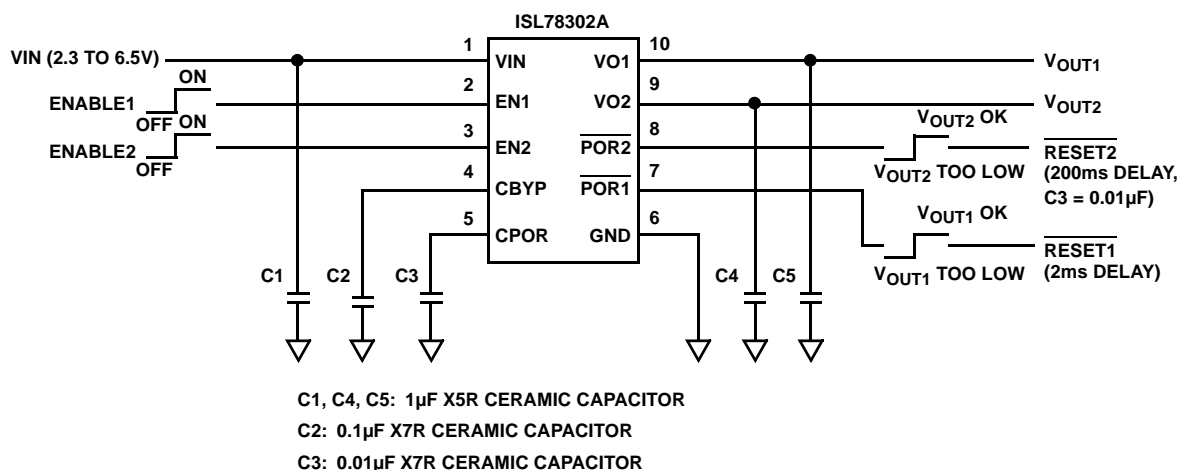 ISL78302A
VIN (2.3 TO 6.5V)
1
VIN
VO1
10
VOUT1
ENABLE1
OFF
ON
2
EN1
VO2
9
VOUT2
ENABLE2
OFF
ON
3
EN2
POR2
8
VOUT2 OK
VOUT2 TOO LOW
RESET2
(200ms DELAY,
C3 = 0.01µF)
4
CBYP
POR1
7
5
CPOR
GND
6
VOUT1 OK
VOUT1 TOO LOW
RESET1
(2ms DELAY)
C1
C2
C3
C4
C5
C1, C4, C5: 1µF X5R CERAMIC CAPACITOR
C2: 0.1µF X7R CERAMIC CAPACITOR
C3: 0.01µF X7R CERAMIC CAPACITOR